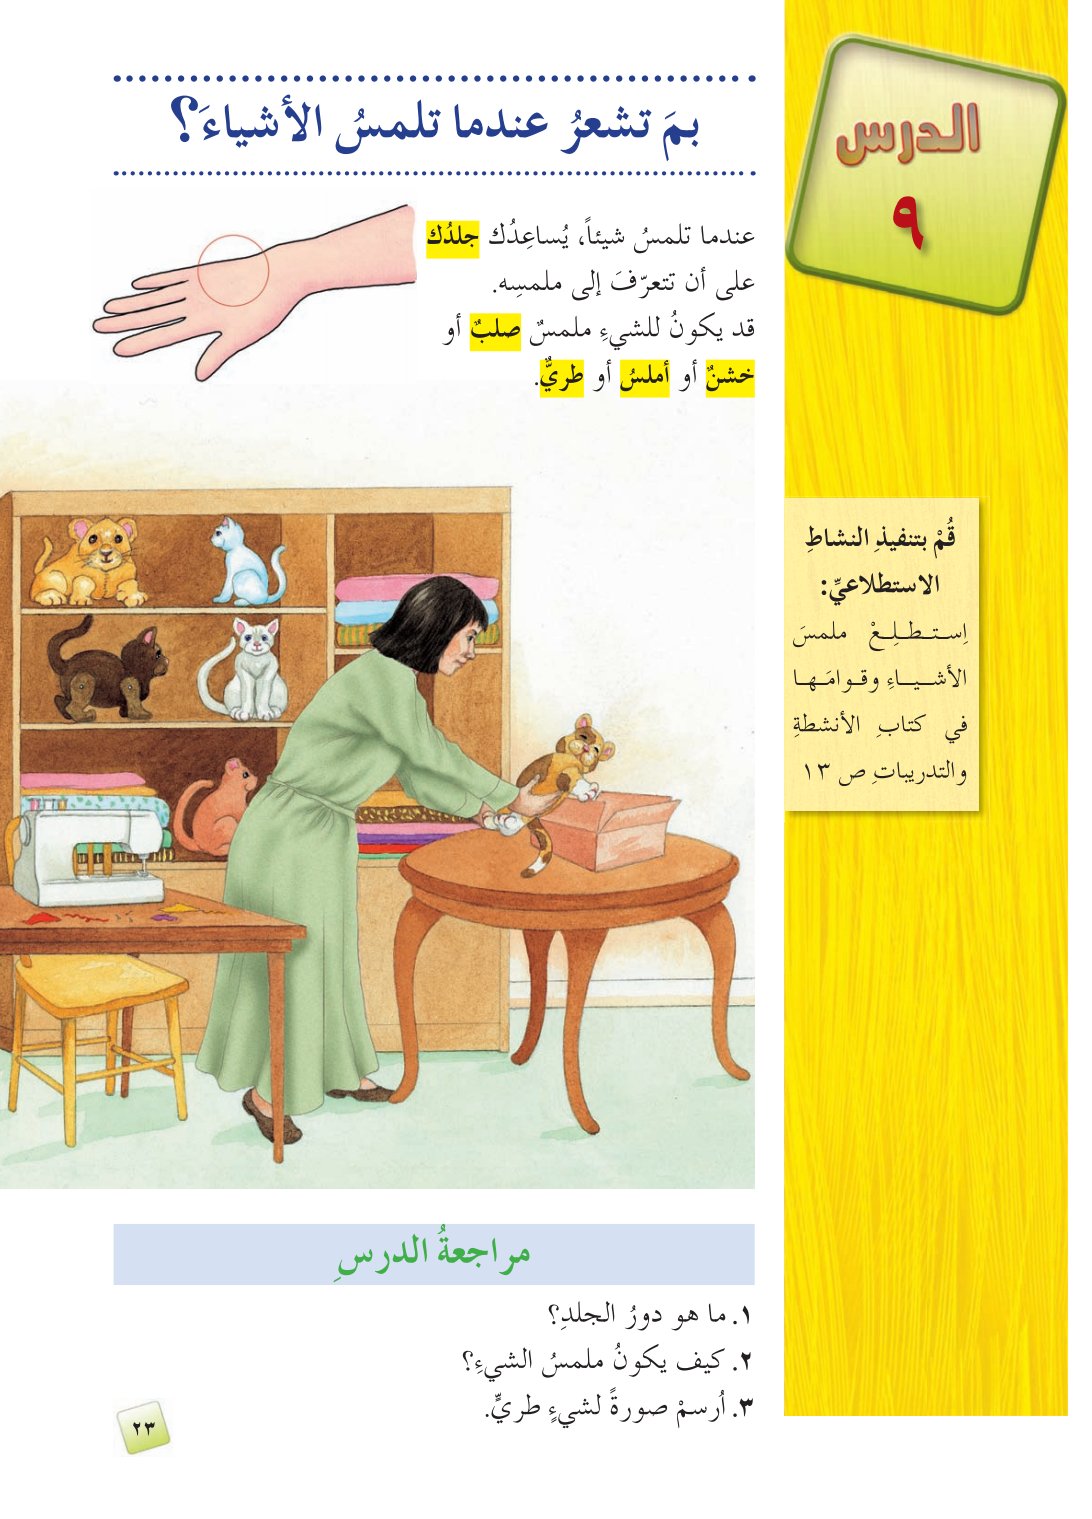 الدرس
٩
بمَ تشعرُ عندما تلمسُ الأشياءَ؟
عندما تلمسُ شيئاً، يُساعِدُك جلدُك
على أن تتعرّفَ إلى ملمسِه.
قد يكونُ للشيءِ ملمسٌ صلبٌ أو
خشنٌ أو أملسُ أو طريٌّ.
قُمْ بتنفيذِ النشاطِ
الاستطلاعيِّ:
اِستطلِعْ ملمسَ
الأشياءِ وقوامَها
في كتابِ الأنشطةِ
والتدريباتِ ص ١٣
مراجعةُ الدرسِ
١. ما هو دورُ الجلدِ؟
٢. كيف يكونُ ملمسُ الشيءِ؟
٣. اُرسمْ صورةً لشيءٍ طريٍّ.
٢٣